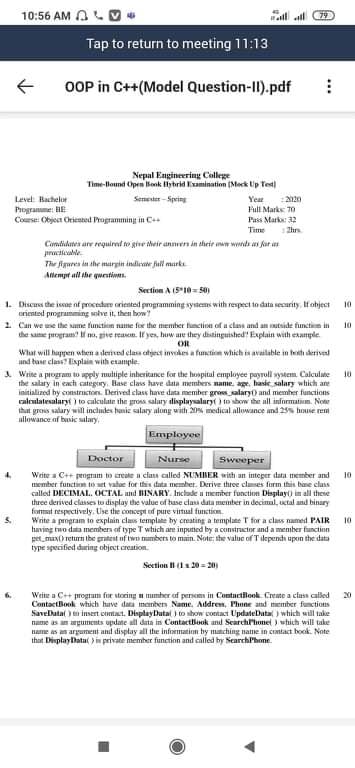 10:56 AM
79
Tap to return to meeting 11:13
OOP in C++(Model Question-II).pdf
Nepal Engineering College
Time-Bound Open Book Hybrid Examination [Mock Up Test]
Level: Bachelor Semester – Spring Year : 2020
Programme: BE Full Marks: 70
Course: Object Oriented Programming in C++ Pass Marks: 32
Time : 2hrs.
Candidates are required to give their answers in their own words as far as
practicable.
The figures in the margin indicate full marks.
Attempt all the questions.
Section A (5*10 = 50)
1. Discuss the issue of procedure oriented programming systems with respect to data security. If object 10
oriented programming solve it, then how?
2. Can we use the same function name for the member function of a class and an outside function in 10
the same program? If no, give reason. If yes, how are they distinguished? Explain with example.
OR
What will happen when a derived class object invokes a function which is available in both derived
and base class? Explain with example.
3. Write a program to apply multiple inheritance for the hospital employee payroll system. Calculate 10
the salary in each category. Base class have data members name, age, basic_salary which are
initialized by constructors. Derived class have data member gross_salary() and member functions
calculatesalary( ) to calculate the gross salary displaysalary( ) to show the all information. Note
that gross salary will includes basic salary along with 20% medical allowance and 25% house rent
allowance of basic salary.
Employee
Doctor Nurse Sweeper
4. Write a C++ program to create a class called NUMBER with an integer data member and 10
member function to set value for this data member. Derive three classes form this base class
called DECIMAL, OCTAL and BINARY. Include a member function Display() in all these
three derived classes to display the value of base class data member in decimal, octal and binary
format respectively. Use the concept of pure virtual function.
5. Write a program to explain class template by creating a template T for a class named PAIR 10
having two data members of type T which are inputted by a constructor and a member function
get_max() return the gratest of two numbers to main. Note: the value of T depends upon the data
type specified during object creation.
Section B (1 x 20 = 20)
6. Write a C++ program for storing n number of persons in ContactBook. Create a class called 20
ContactBook which have data members Name, Address, Phone and member functions
SaveData( ) to insert contact, DisplayData( ) to show contact UpdateData( ) which will take
name as an arguments update all data in ContactBook and SearchPhone( ) which will take
name as an argument and display all the information by matching name in contact book. Note
that DisplayData( ) is private member function and called by SearchPhone.